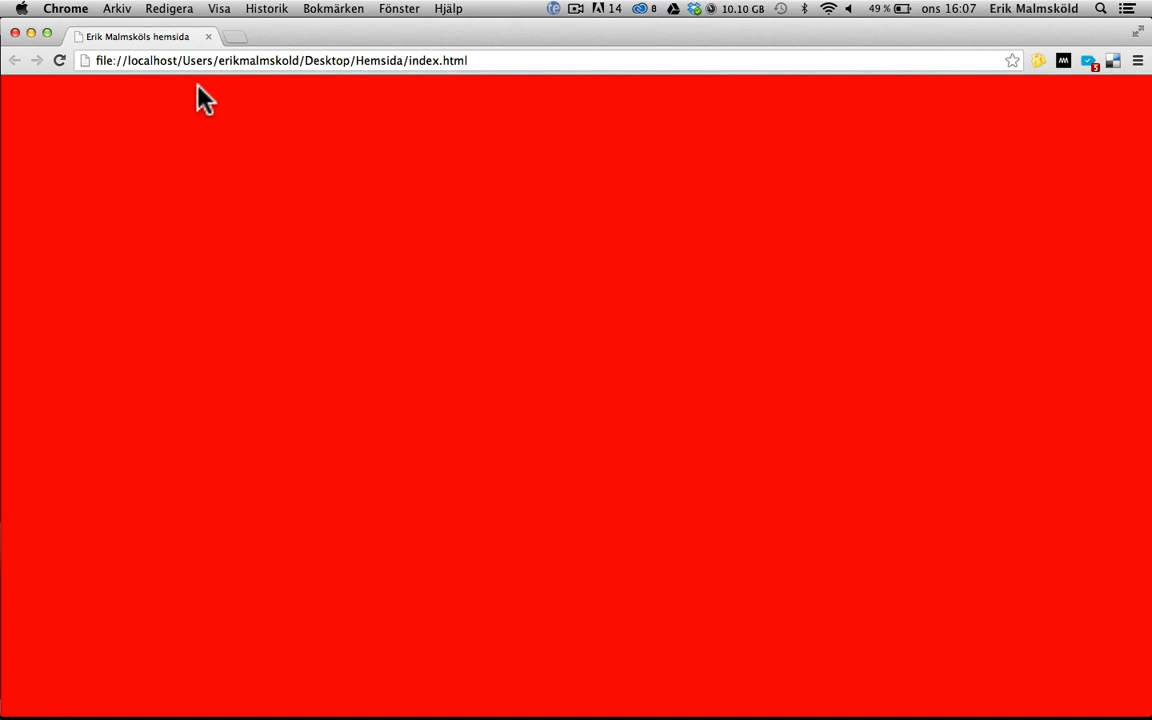 Chrome Arkiv Redigera Visa Historik Bokmärken Fönster Hjälp 14 8 10.10 GB 49 % ons 16:07 Erik Malmsköld
Erik Malmsköls hemsida
file://localhost/Users/erikmalmskold/Desktop/Hemsida/index.html
5